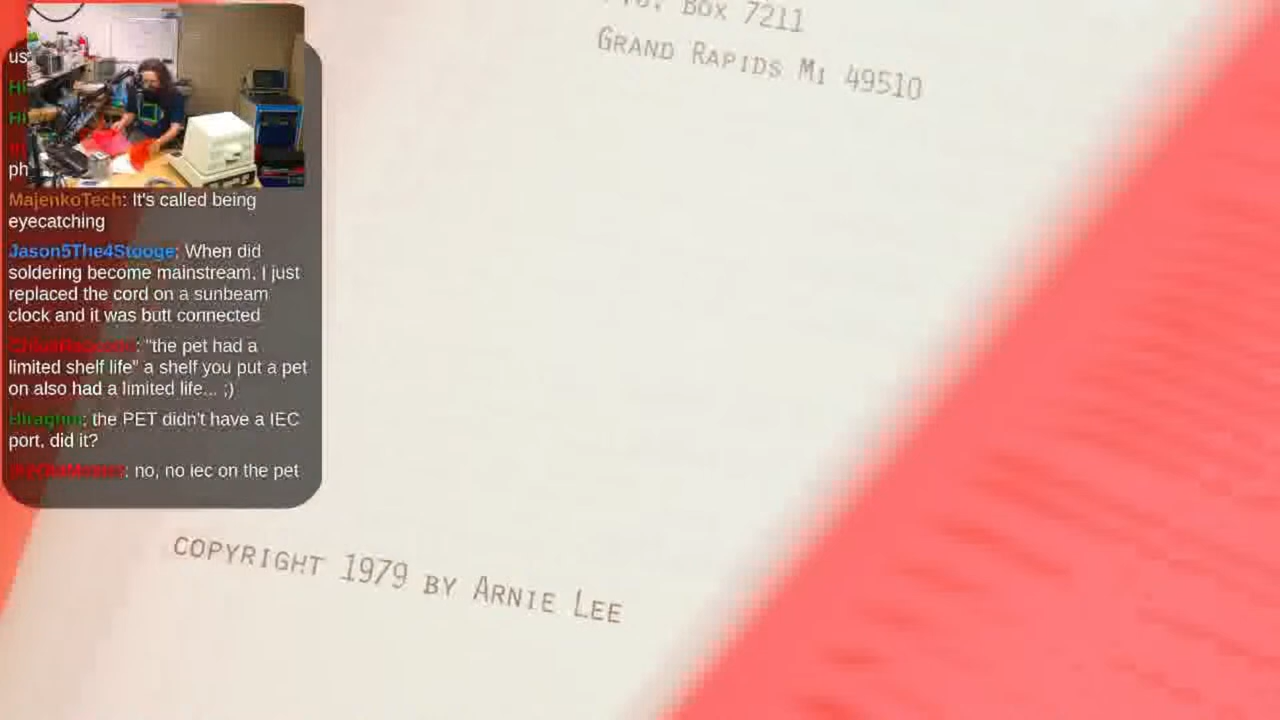 Box 7211
GRAND RAPIDS MI 49510
us
HI
ph
MajenkoTech: It's called being
eyecatching
Jason5The4Stooge: When did
soldering become mainstream, I just
replaced the cord on a sunbeam
clock and it was butt connected
: "the pet had a
limited shelf life" a shelf you put a pet
on also had a limited life... ;)
: the PET didn't have a IEC
port, did it?
: no, no iec on the pet
COPYRIGHT 1979 BY ARNIE LEE